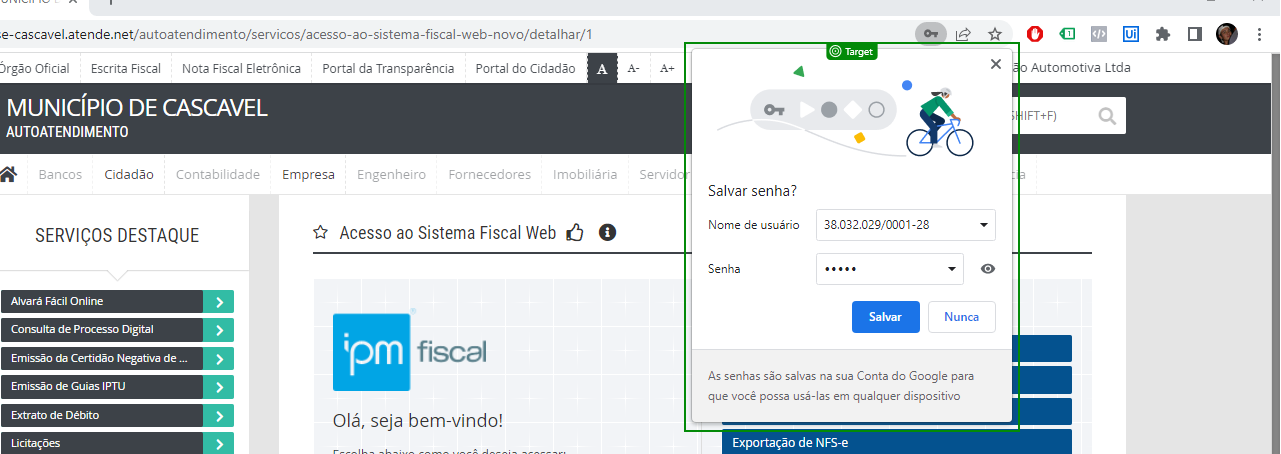 se-cascavel.atende.net/autoatendimento/servicos/acesso-ao-sistema-fiscal-web-novo/detalhar/1
Target
Órgão Oficial
Escrita Fiscal
Nota Fiscal Eletrônica
Portal da Transparência
Portal do Cidadão
A
A-
A+
Automotiva Ltda
MUNICÍPIO DE CASCAVEL
AUTOATENDIMENTO
SHIFT+F)
Bancos
Cidadão
Contabilidade
Empresa
Engenheiro
Fornecedores
Imobiliária
Servidor
SERVIÇOS DESTAQUE
Alvará Fácil Online
Consulta de Processo Digital
Emissão da Certidão Negativa de ...
Emissão de Guias IPTU
Extrato de Débito
Licitações
Acesso ao Sistema Fiscal Web
ipm fiscal
Olá, seja bem-vindo!
Escolha abaixo como você deseja acessar:
Salvar senha?
Nome de usuário
38.032.029/0001-28
Senha
•••••
Salvar
Nunca
As senhas são salvas na sua Conta do Google para
que você possa usá-las em qualquer dispositivo
Exportação de NFS-e